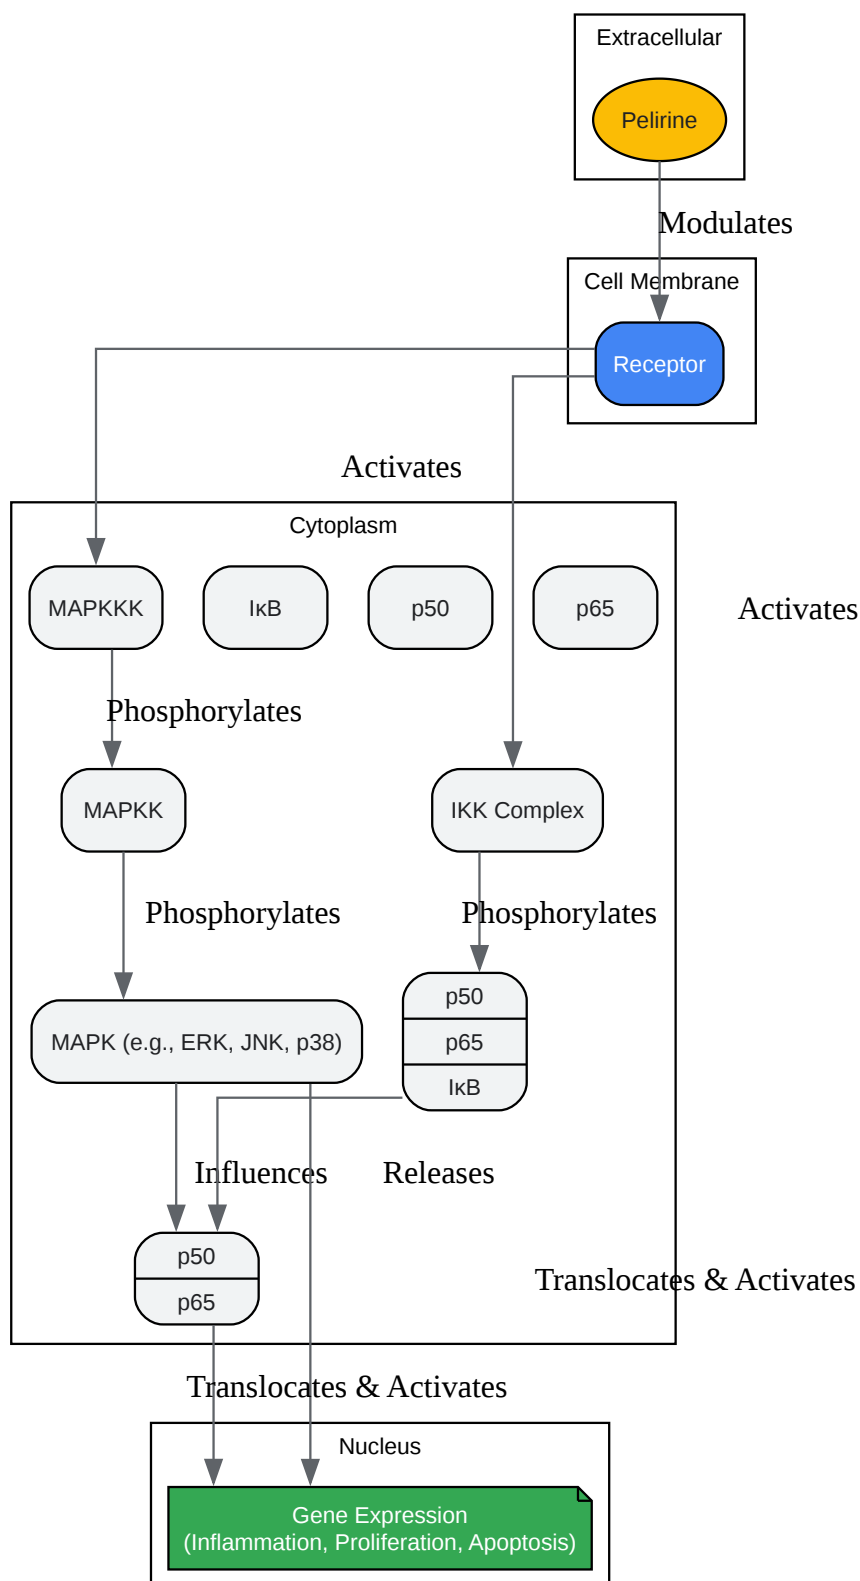 Extracellular
Pelirine
Modulates
Cell Membrane
Receptor
Activates
Cytoplasm
MAPKKK
IκB
p50
p65
Activates
Phosphorylates
MAPKK
IKK Complex
Phosphorylates
Phosphorylates
p50
p65
IκB
MAPK (e.g., ERK, JNK, p38)
Influences
Releases
p50
p65
Translocates & Activates
Translocates & Activates
Nucleus
Gene Expression
(Inflammation, Proliferation, Apoptosis)